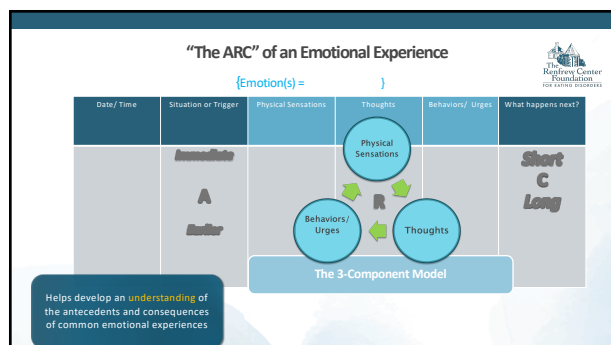 “The ARC” of an Emotional Experience
The
Renfrew Center
Foundation
FOR EATING DISORDERS
{Emotion(s) = }
Date/ Time
Situation or Trigger
Physical Sensations
Thoughts
Behaviors/ Urges
What happens next?
Immediate
A
Earlier
Physical
Sensations
R
Behaviors/
Urges
Thoughts
Short
C
Long
The 3-Component Model
Helps develop an understanding of
the antecedents and consequences
of common emotional experiences